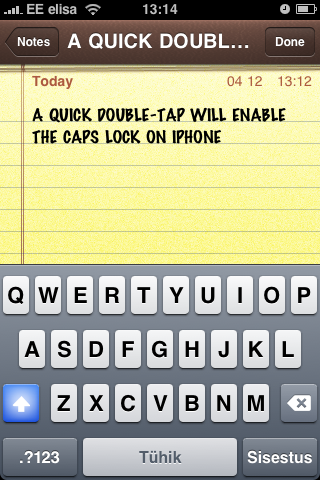 EE elisa 13:14
Notes A QUICK DOUBL... Done
Today 04 12 13:12
A QUICK DOUBLE-TAP WILL ENABLE
THE CAPS LOCK ON IPHONE
Q W E R T Y U I O P
A S D F G H J K L
Z X C V B N M
.?123 Tühik Sisestus